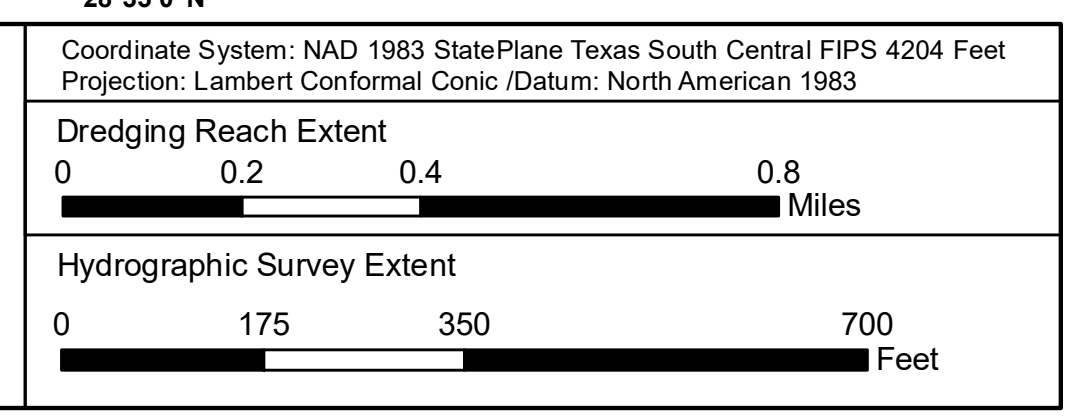 Coordinate System: NAD 1983 StatePlane Texas South Central FIPS 4204 Feet
Projection: Lambert Conformal Conic /Datum: North American 1983
Dredging Reach Extent
0 0.2 0.4 0.8
Miles
Hydrographic Survey Extent
0 175 350 700
Feet